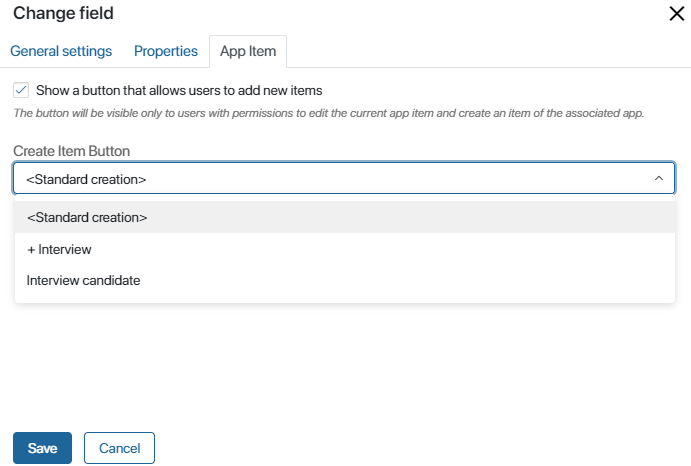 Change field
General settings Properties App Item
Show a button that allows users to add new items
The button will be visible only to users with permissions to edit the current app item and create an item of the associated app.
Create Item Button
<Standard creation>
<Standard creation>
+ Interview
Interview candidate
Save Cancel